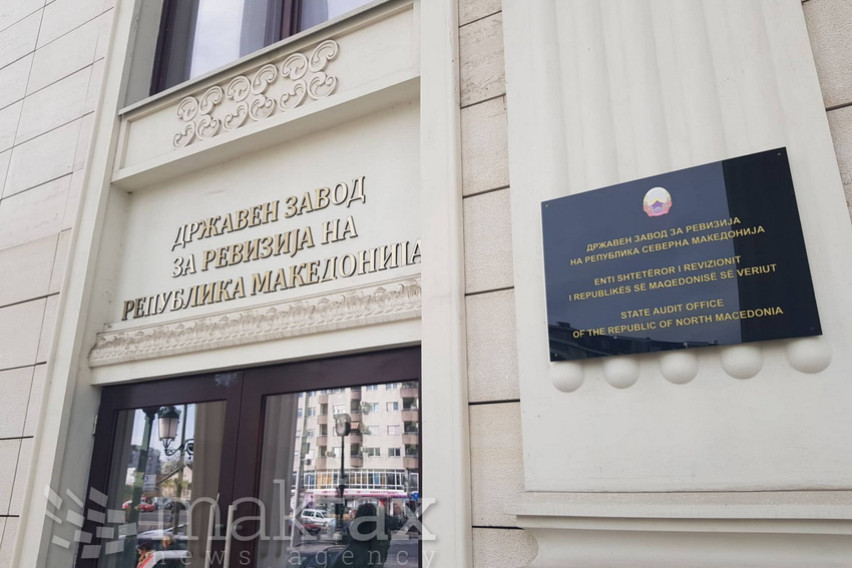 ДРЖАВЕН ЗАВОД
ЗА РЕВИЗИЈА НА
РЕПУБЛИКА МАКЕДОНИЈА
ДРЖАВЕН ЗАВОД ЗА РЕВИЗИЈА
НА РЕПУБЛИКА СЕВЕРНА МАКЕДОНИЈА
ENTI SHTETËROR I REVIZIONIT
I REPUBLIKËS SË MAQEDONISË SË VERIUT
STATE AUDIT OFFICE
OF THE REPUBLIC OF NORTH MACEDONIA
makfax
news agency